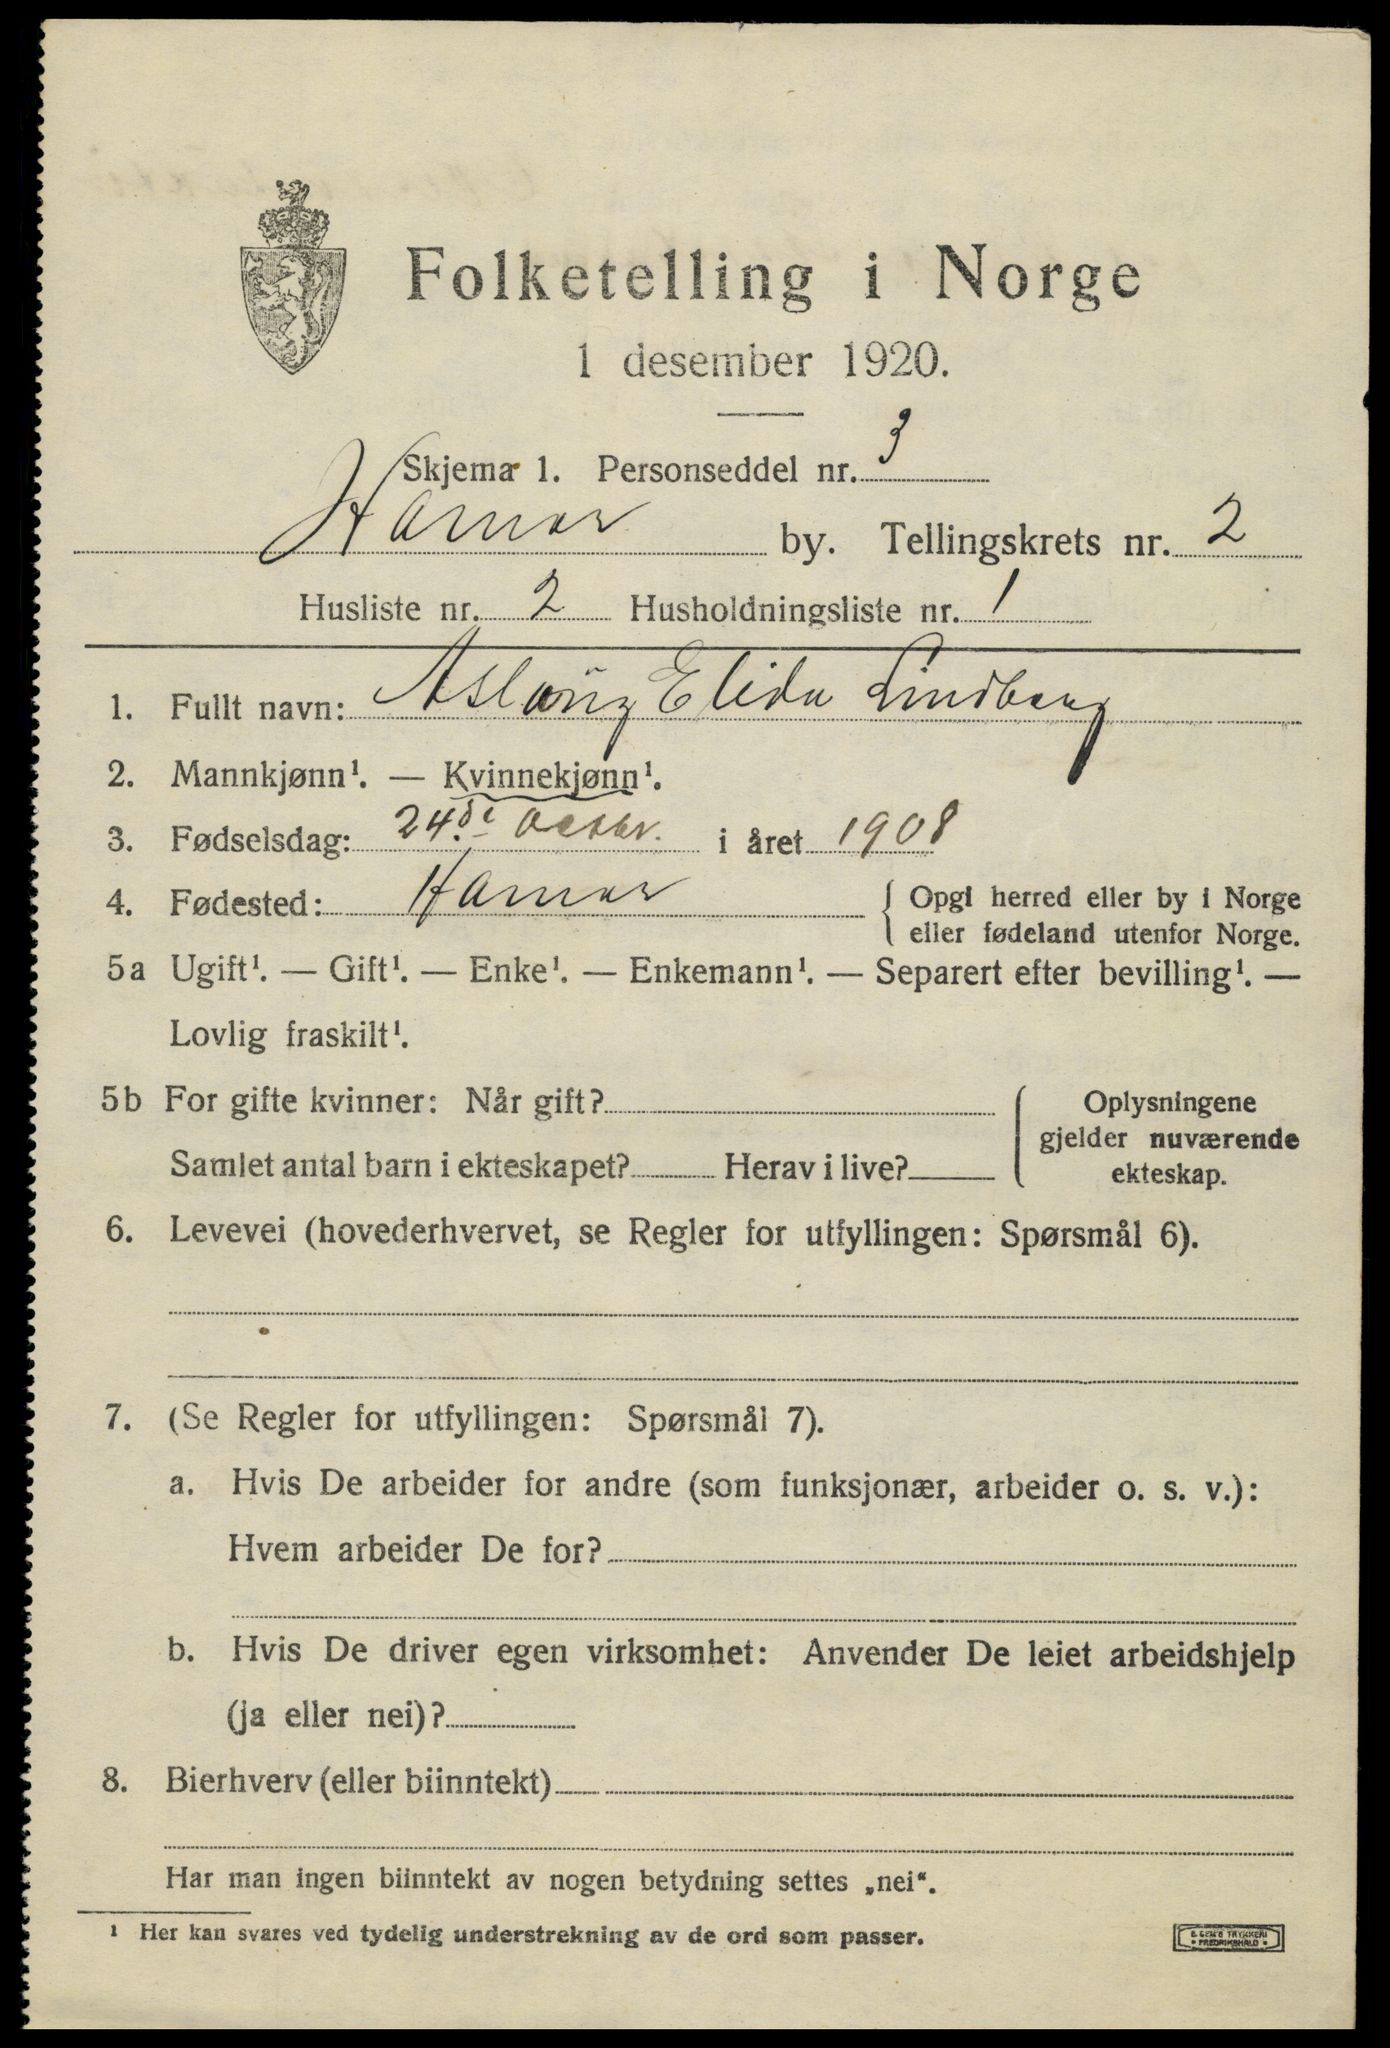 Folketelling i Norge
1 desember 1920.
Skjema 1. Personseddel nr. 3
Hamar by. Tellingskrets nr. 2
Husliste nr. 2 Husholdningsliste nr. 1
1. Fullt navn: Aslaug Elida Lindberg
2. Mannkjønn¹. — Kvinnekjønn¹.
3. Fødselsdag: 24de Octbr. i året 1908
4. Fødested: Hamar { Opgi herred eller by i Norge
eller fødeland utenfor Norge.
5a Ugift¹. — Gift¹. — Enke¹. — Enkemann¹. — Separert efter bevilling¹. —
Lovlig fraskilt¹.
5b For gifte kvinner: Når gift?
Samlet antal barn i ekteskapet? Herav i live?
Oplysningene
gjelder nuværende
ekteskap.
6. Levevei (hovederhvervet, se Regler for utfyllingen: Spørsmål 6).
7. (Se Regler for utfyllingen: Spørsmål 7).
a. Hvis De arbeider for andre (som funksjonær, arbeider o. s. v.):
Hvem arbeider De for?
b. Hvis De driver egen virksomhet: Anvender De leiet arbeidshjelp
(ja eller nei)?
8. Bierhverv (eller biinntekt)
Har man ingen biinntekt av nogen betydning settes „nei“.
¹ Her kan svares ved tydelig understrekning av de ord som passer.
E. SEM'S TRYKKERI
• FREDRIKSHALD •